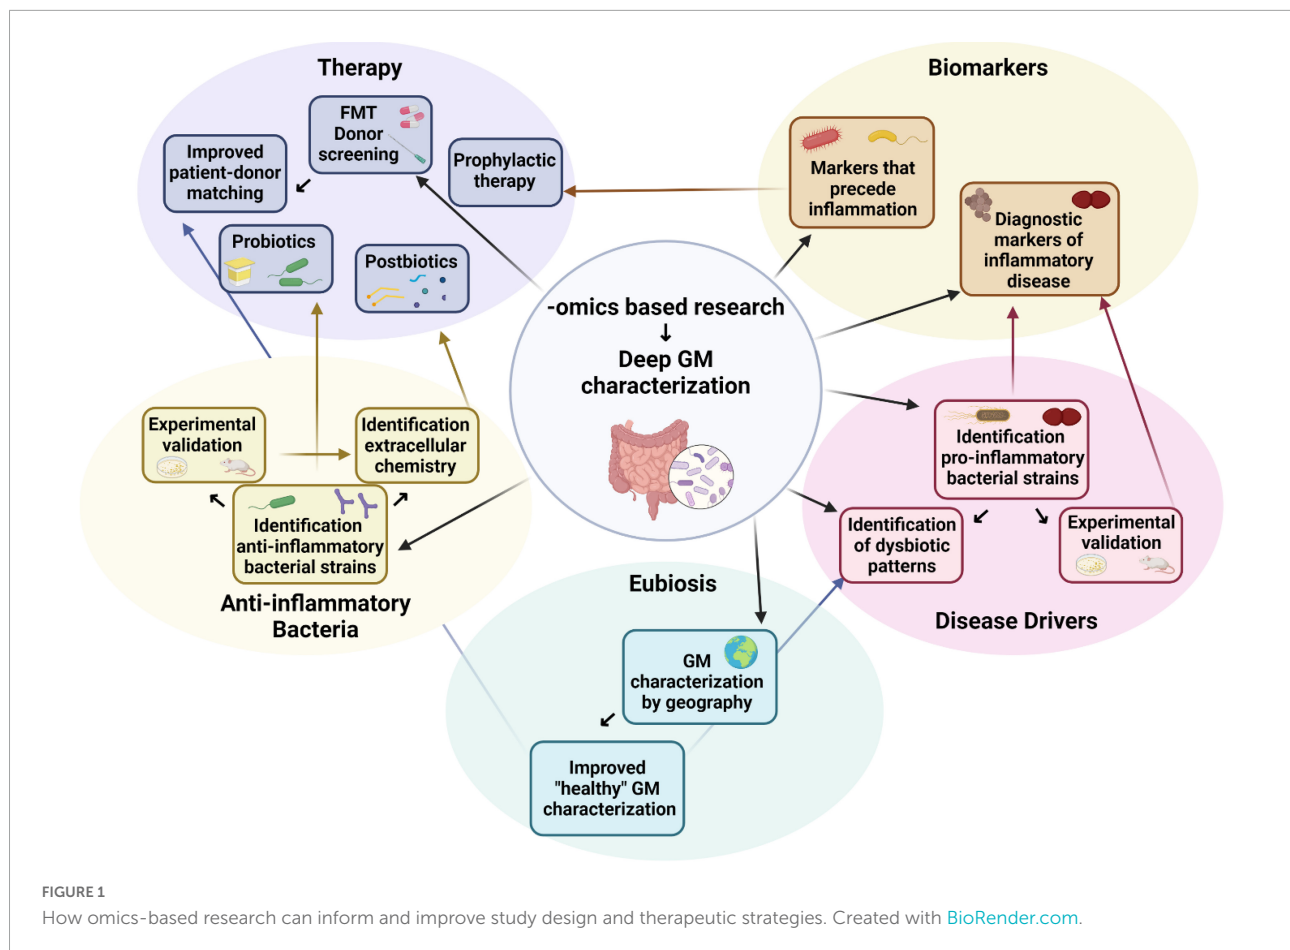 Therapy
FMT
Donor
screening
Improved
patient-donor
matching
Prophylactic
therapy
Probiotics
Postbiotics
Biomarkers
Markers that
precede
inflammation
Diagnostic
markers of
inflammatory
disease
-omics based research
Deep GM
characterization
Experimental
validation
Identification
extracellular
chemistry
Identification
anti-inflammatory
bacterial strains
Anti-inflammatory
Bacteria
Identification
pro-inflammatory
bacterial strains
Identification
of dysbiotic
patterns
Experimental
validation
Disease Drivers
Eubiosis
GM
characterization
by geography
Improved
"healthy" GM
characterization
FIGURE 1
How omics-based research can inform and improve study design and therapeutic strategies. Created with BioRender.com.